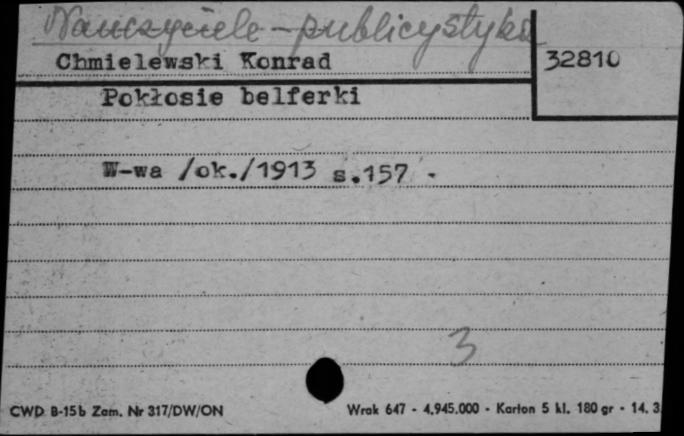 Nauczyciele - publicystyka
Chmielewski Konrad
32810
Pokłosie belferki
W-wa /ok./1913 s.157 .
3
CWD B-15b Zam. Nr 317/DW/ON
Wrak 647 - 4.945.000 - Karton 5 kl. 180 gr - 14. 3